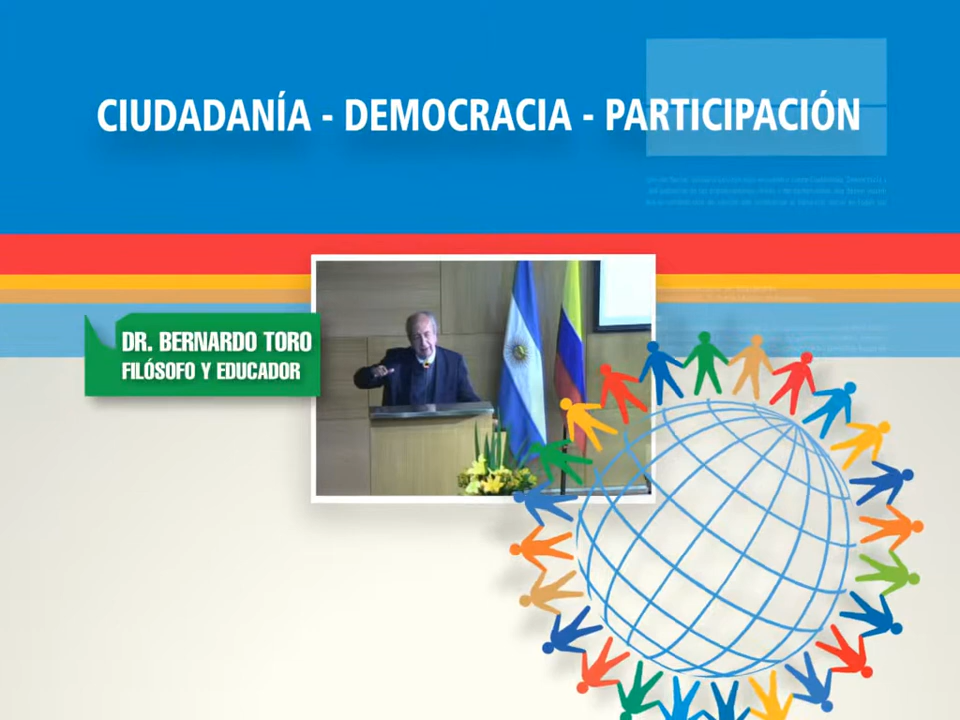 CIUDADANÍA - DEMOCRACIA - PARTICIPACIÓN
DR. BERNARDO TORO
FILÓSOFO Y EDUCADOR